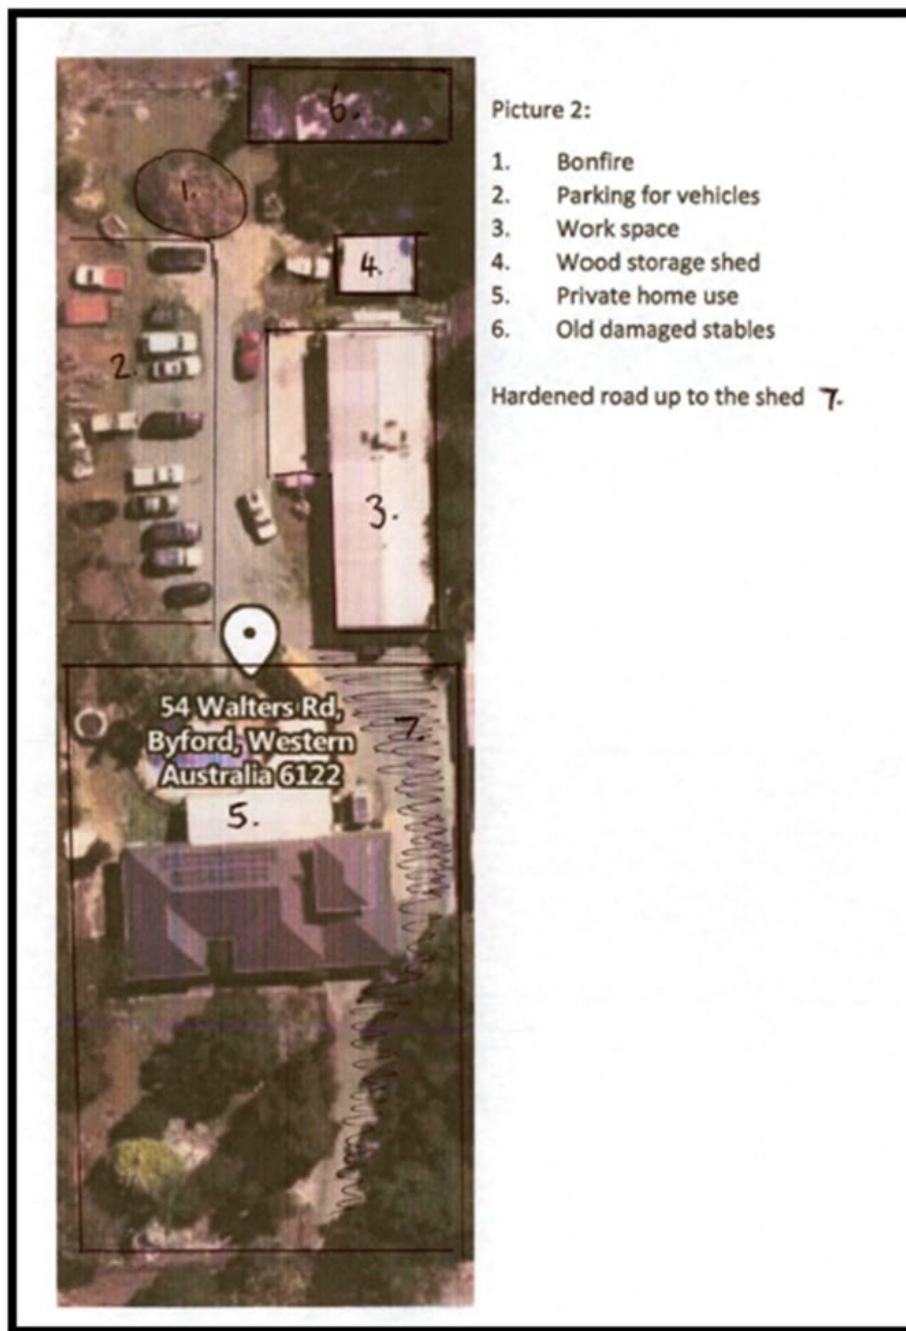 6.
1.
4.
2.
3.
54 Walters Rd,
Byford, Western
Australia 6122
7.
5.
Picture 2:
1. Bonfire
2. Parking for vehicles
3. Work space
4. Wood storage shed
5. Private home use
6. Old damaged stables
Hardened road up to the shed 7.